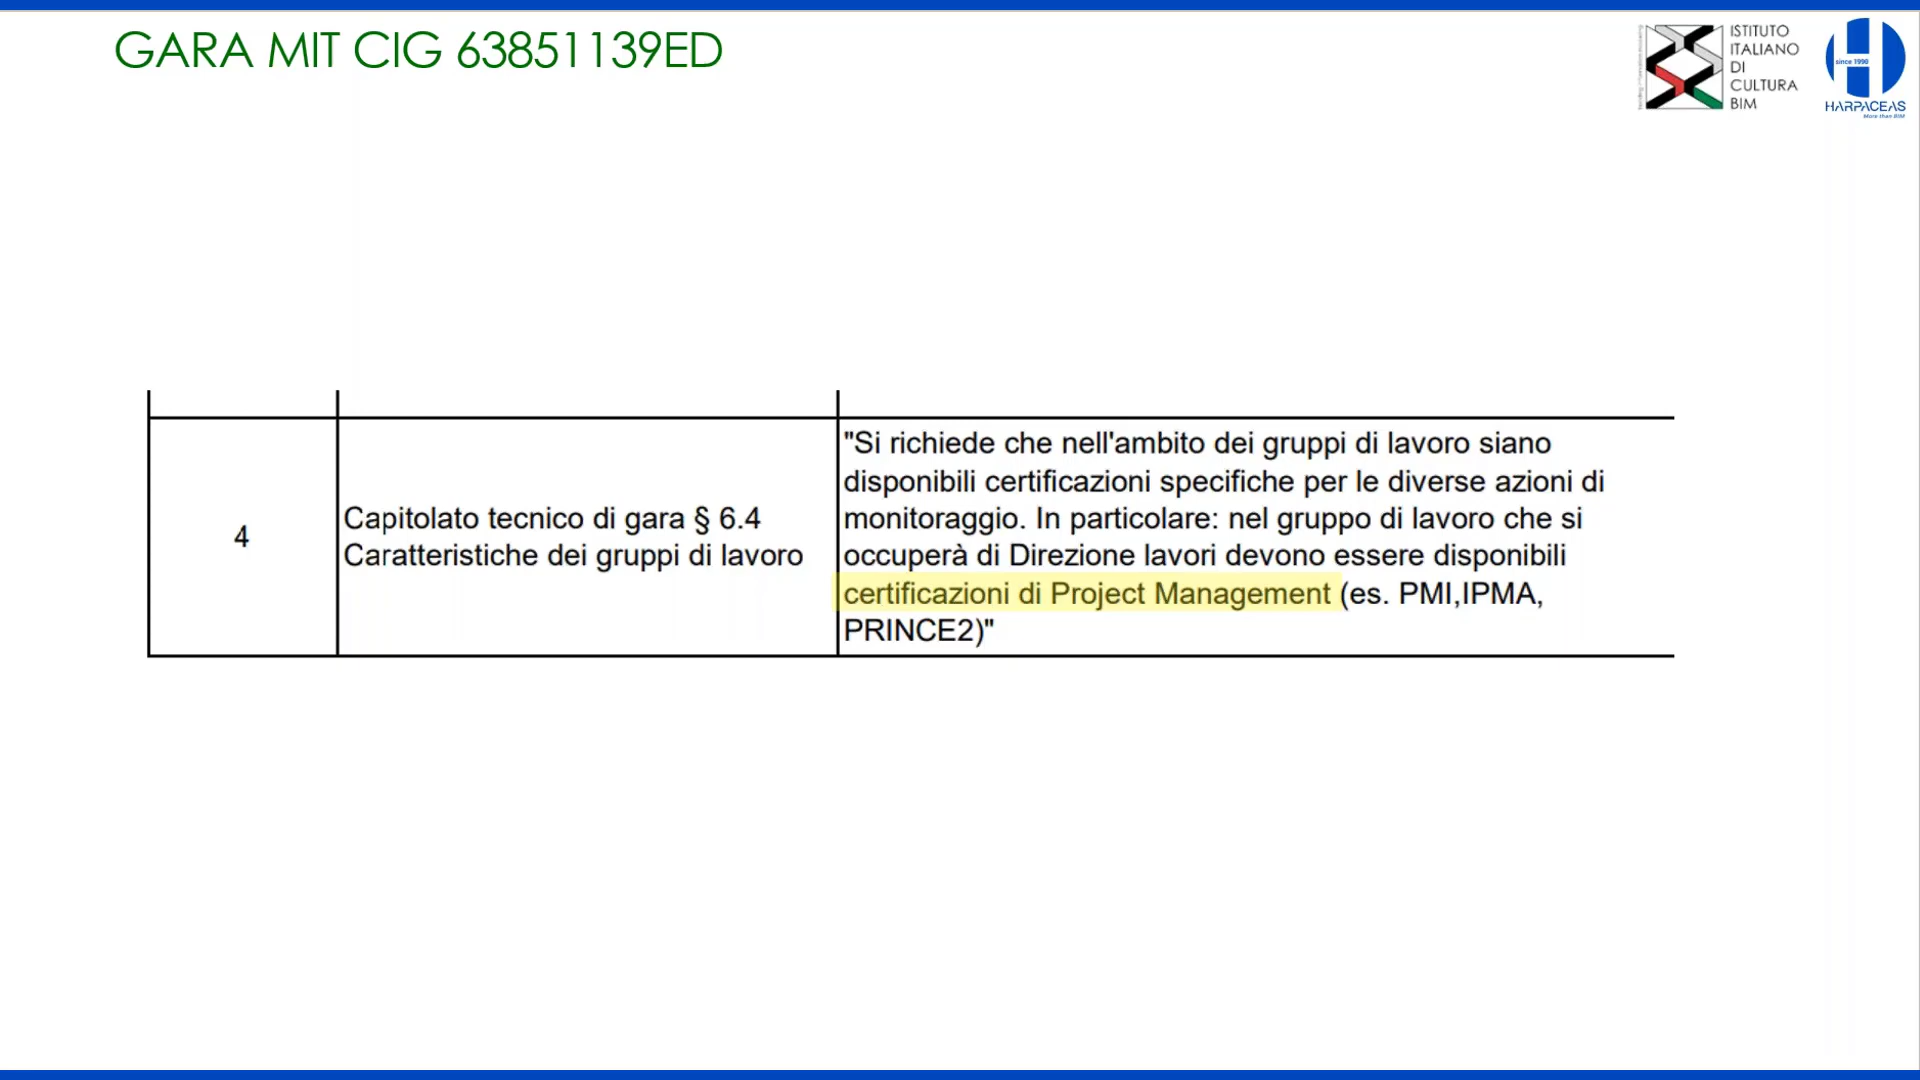 GARA MIT CIG 63851139ED
ISTITUTO
ITALIANO
DI
CULTURA
BIM
since 1990
HARPACEAS
More than BIM
4
Capitolato tecnico di gara § 6.4
Caratteristiche dei gruppi di lavoro
"Si richiede che nell'ambito dei gruppi di lavoro siano
disponibili certificazioni specifiche per le diverse azioni di
monitoraggio. In particolare: nel gruppo di lavoro che si
occuperà di Direzione lavori devono essere disponibili
certificazioni di Project Management (es. PMI,IPMA,
PRINCE2)"